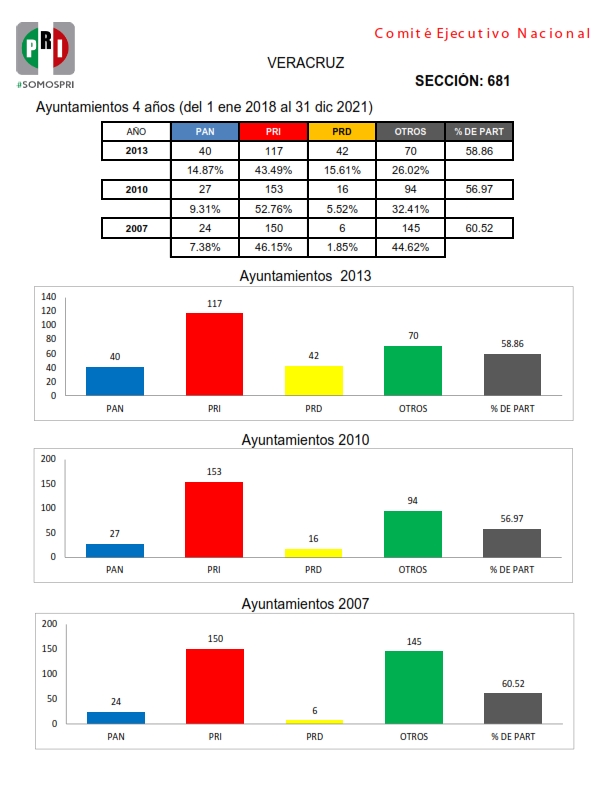 PRI
#SOMOSPRI
Comité Ejecutivo Nacional
VERACRUZ
SECCIÓN: 681
Ayuntamientos 4 años (del 1 ene 2018 al 31 dic 2021)
AÑO PAN PRI PRD OTROS % DE PART
2013 40 117 42 70 58.86
14.87% 43.49% 15.61% 26.02%
2010 27 153 16 94 56.97
9.31% 52.76% 5.52% 32.41%
2007 24 150 6 145 60.52
7.38% 46.15% 1.85% 44.62%
Ayuntamientos 2013
140
120
100
80
60
40
20
0
40 117 42 70 58.86
PAN PRI PRD OTROS % DE PART
Ayuntamientos 2010
200
150
100
50
0
27 153 16 94 56.97
PAN PRI PRD OTROS % DE PART
Ayuntamientos 2007
200
150
100
50
0
24 150 6 145 60.52
PAN PRI PRD OTROS % DE PART